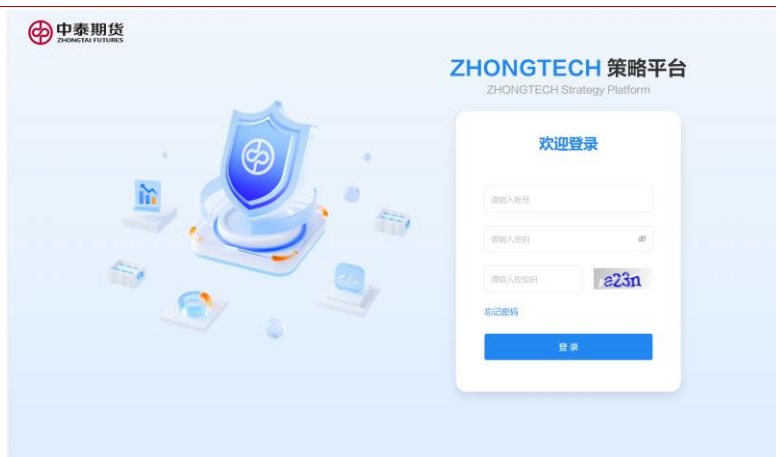 中泰期货
ZHONGTAI FUTURES
ZHONGTECH 策略平台
ZHONGTECH Strategy Platform
欢迎登录
请输入账号
请输入密码
请输入校验码
e23n
忘记密码
登录